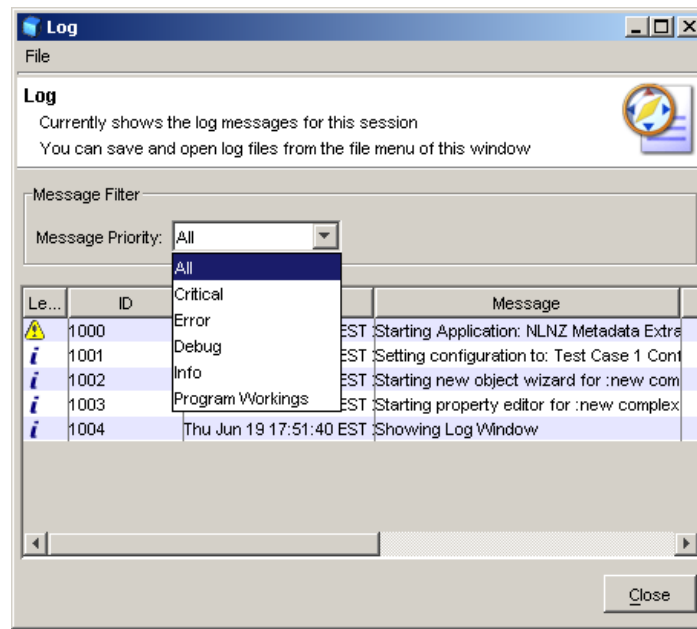 Log
File
Log
Currently shows the log messages for this session
You can save and open log files from the file menu of this window
Message Filter
Message Priority: All
All
Critical
Error
Debug
Info
Program Workings
Le... ID Message
1000 EST Starting Application: NLNZ Metadata Extra
1001 EST Setting configuration to: Test Case 1 Conf
1002 EST Starting new object wizard for :new com
1003 EST Starting property editor for :new complex
1004 Thu Jun 19 17:51:40 EST Showing Log Window
Close